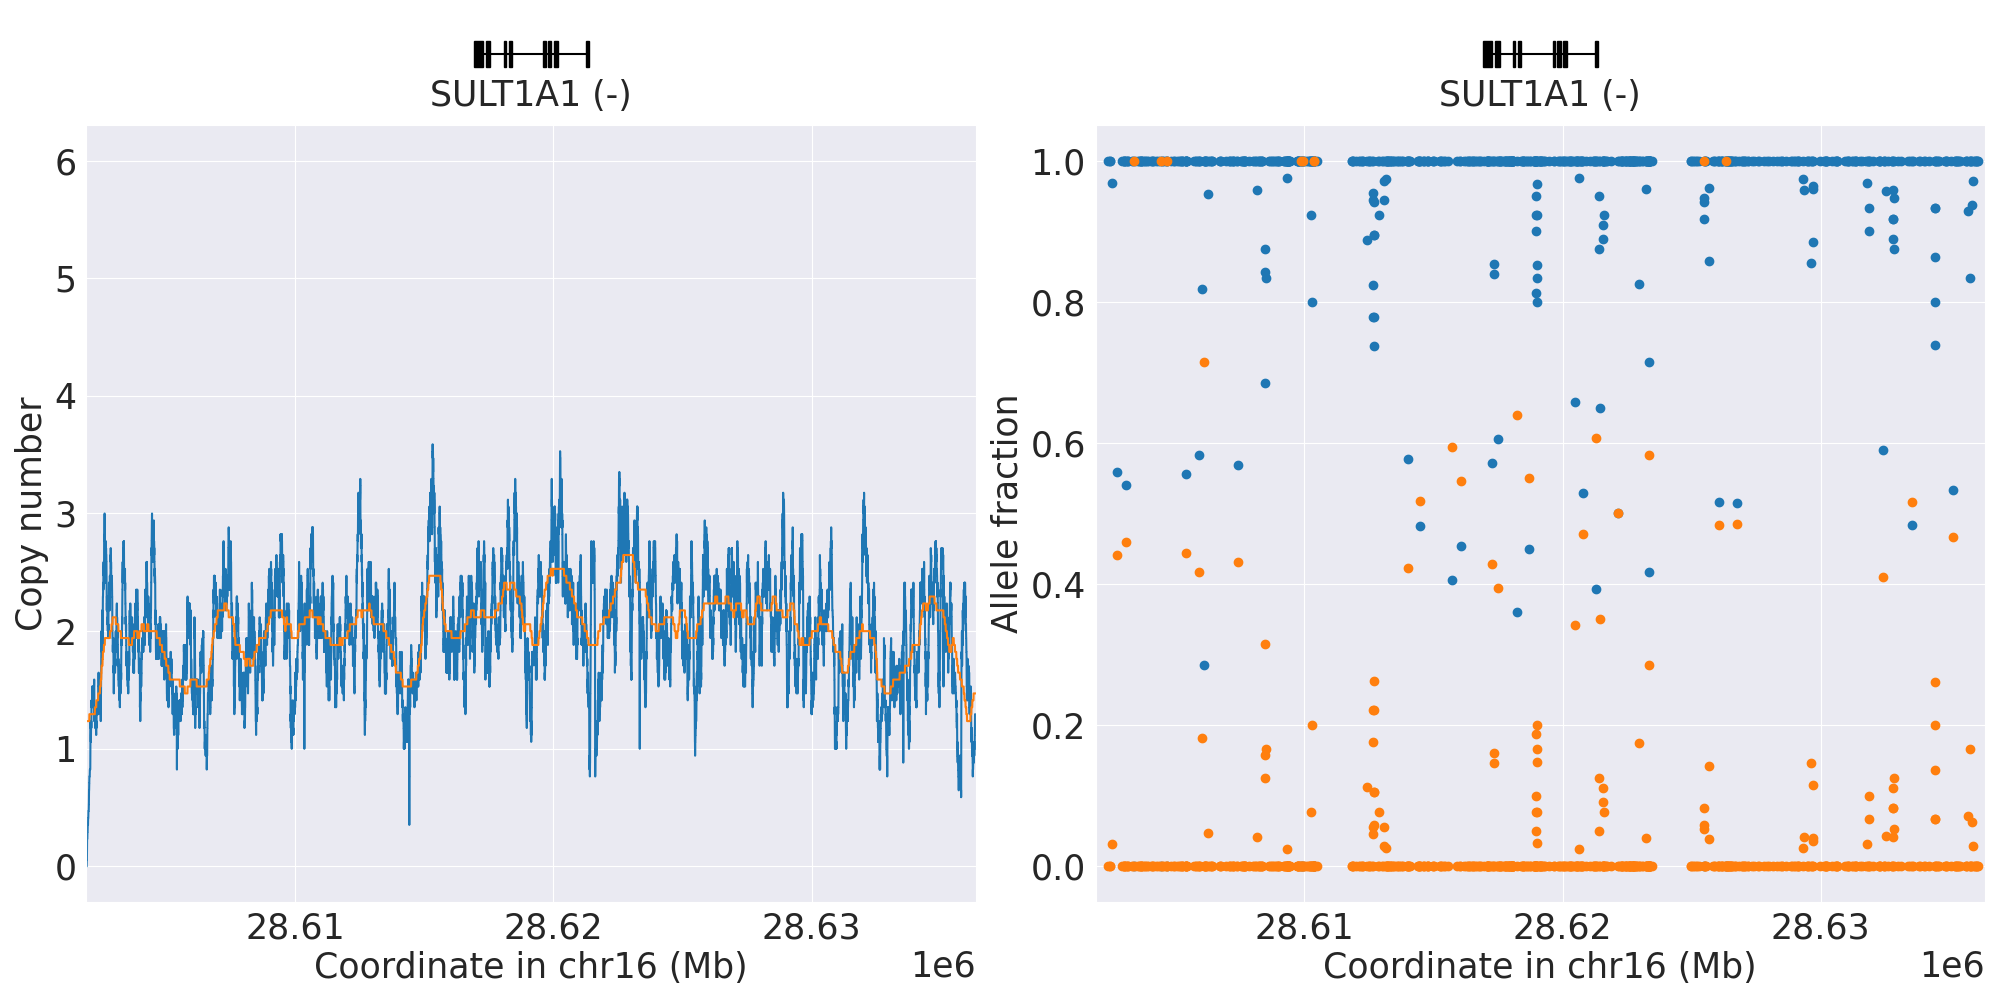 SULT1A1 (-)
6
5
4
3
2
1
0
Copy number
28.61
28.62
28.63
Coordinate in chr16 (Mb)
1e6
SULT1A1 (-)
1.0
0.8
0.6
0.4
0.2
0.0
Allele fraction
28.61
28.62
28.63
Coordinate in chr16 (Mb)
1e6